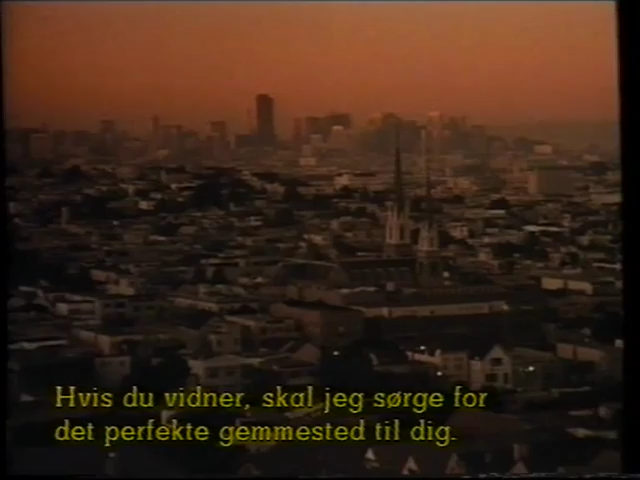 Hvis du vidner, skal jeg sørge for
det perfekte gemmested til dig.